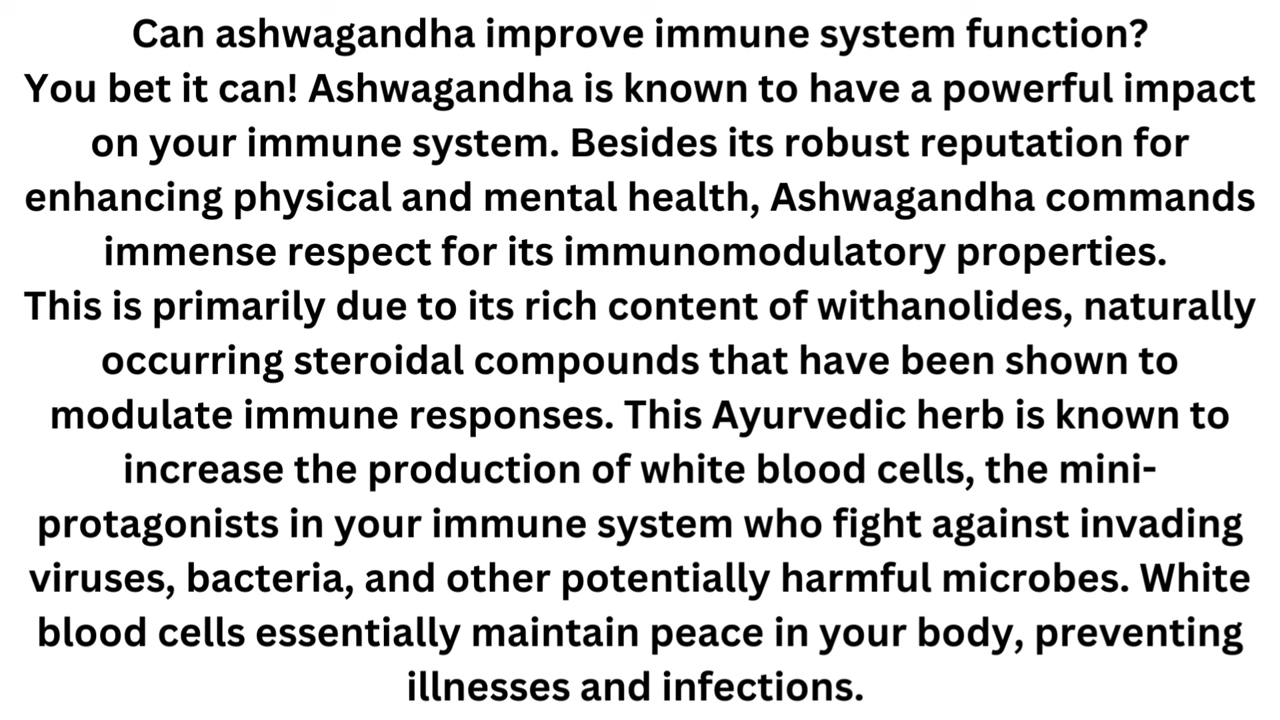 Can ashwagandha improve immune system function?
You bet it can! Ashwagandha is known to have a powerful impact
on your immune system. Besides its robust reputation for
enhancing physical and mental health, Ashwagandha commands
immense respect for its immunomodulatory properties.
This is primarily due to its rich content of withanolides, naturally
occurring steroidal compounds that have been shown to
modulate immune responses. This Ayurvedic herb is known to
increase the production of white blood cells, the mini-
protagonists in your immune system who fight against invading
viruses, bacteria, and other potentially harmful microbes. White
blood cells essentially maintain peace in your body, preventing
illnesses and infections.